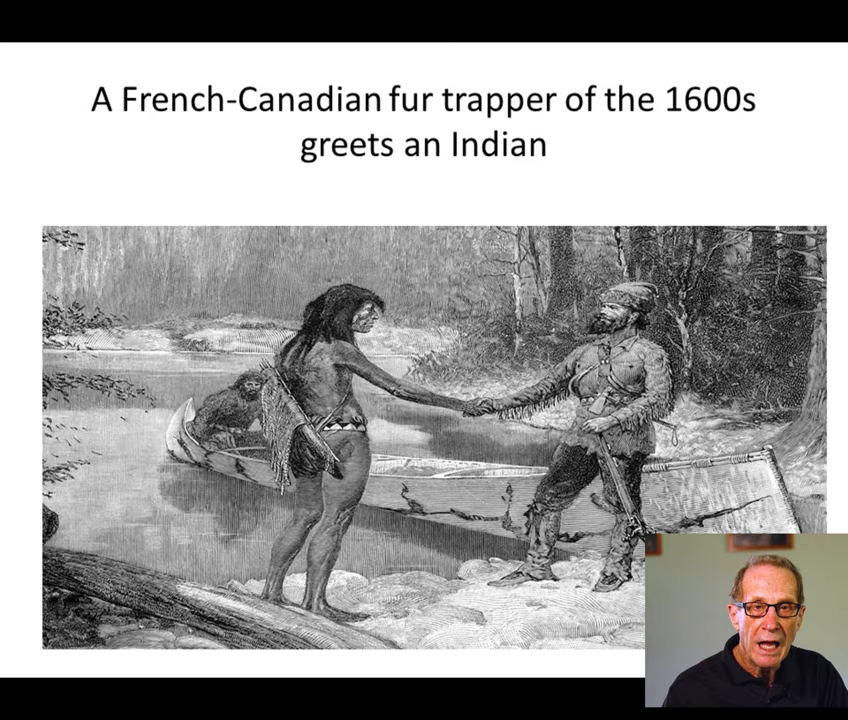 A French-Canadian fur trapper of the 1600s
greets an Indian